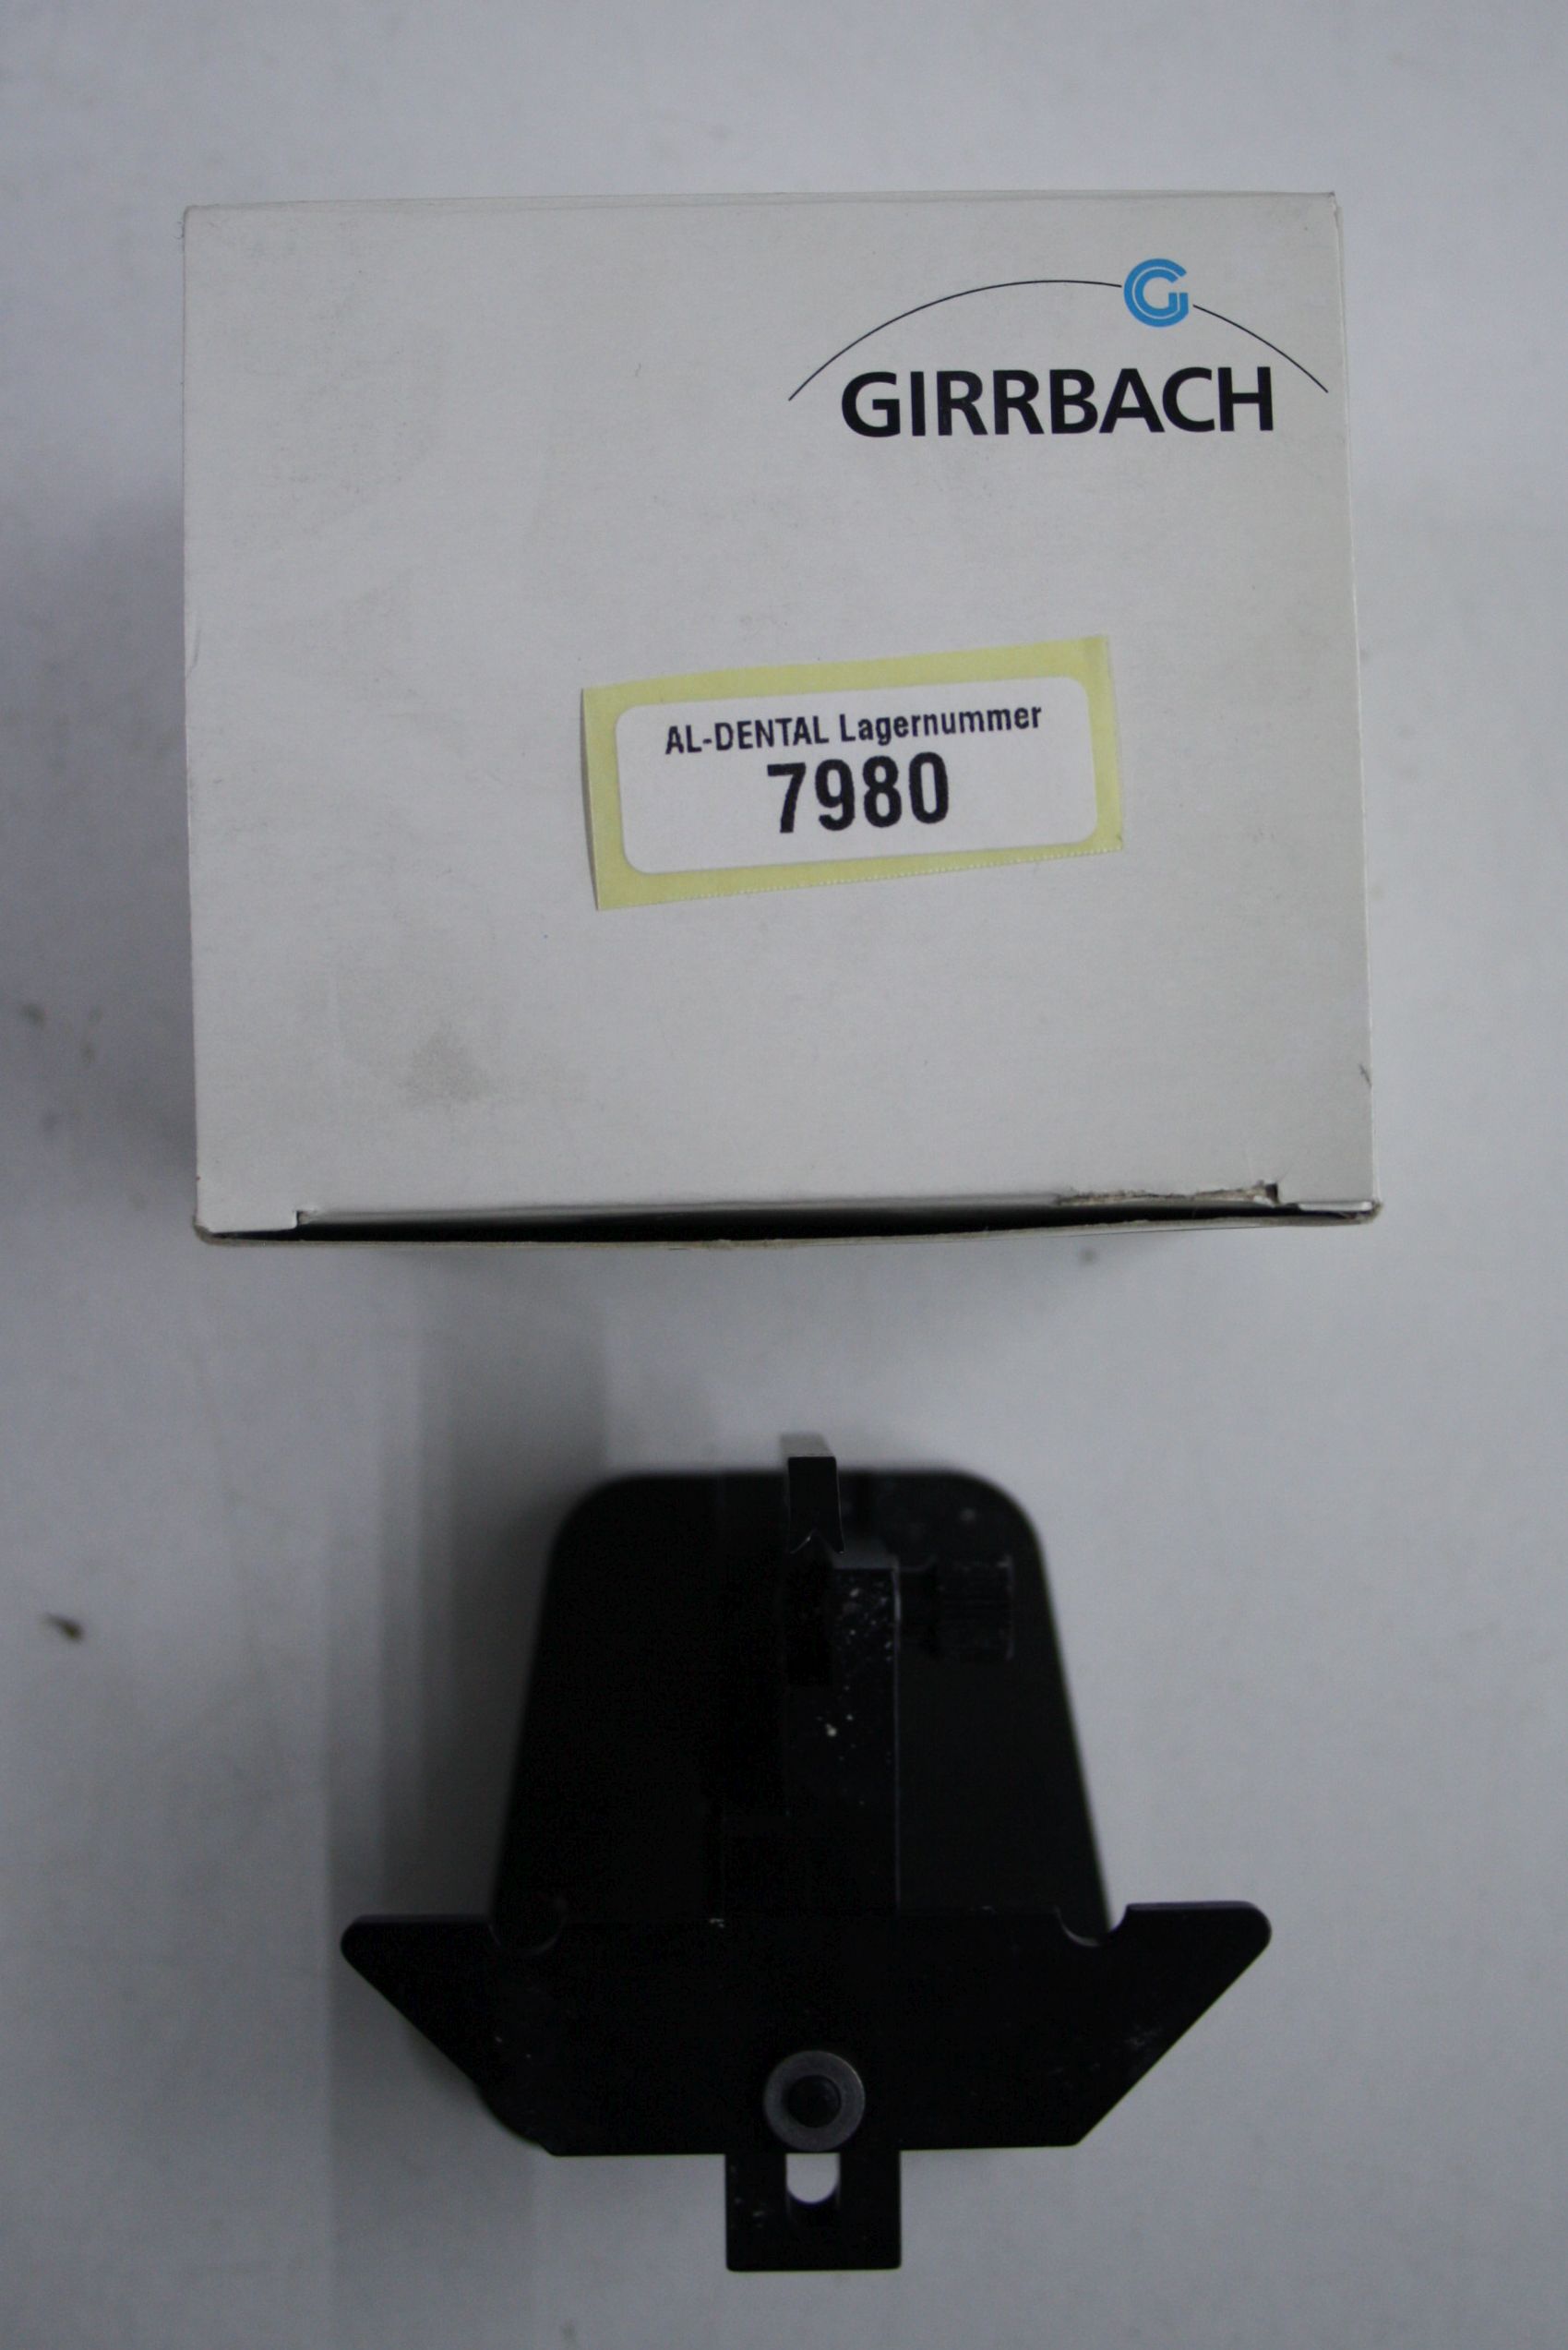 G
GIRRBACH
AL-DENTAL Lagernummer
7980